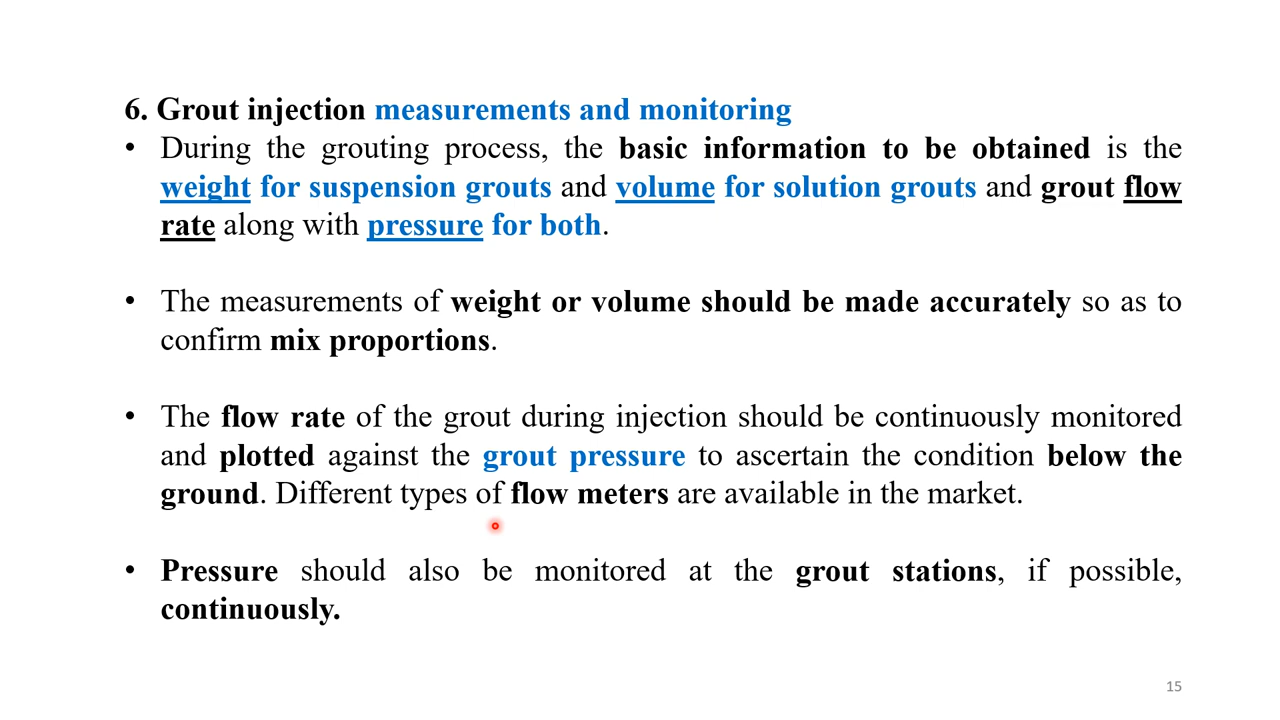 6. Grout injection measurements and monitoring
• During the grouting process, the basic information to be obtained is the
weight for suspension grouts and volume for solution grouts and grout flow
rate along with pressure for both.
• The measurements of weight or volume should be made accurately so as to
confirm mix proportions.
• The flow rate of the grout during injection should be continuously monitored
and plotted against the grout pressure to ascertain the condition below the
ground. Different types of flow meters are available in the market.
• Pressure should also be monitored at the grout stations, if possible,
continuously.
15